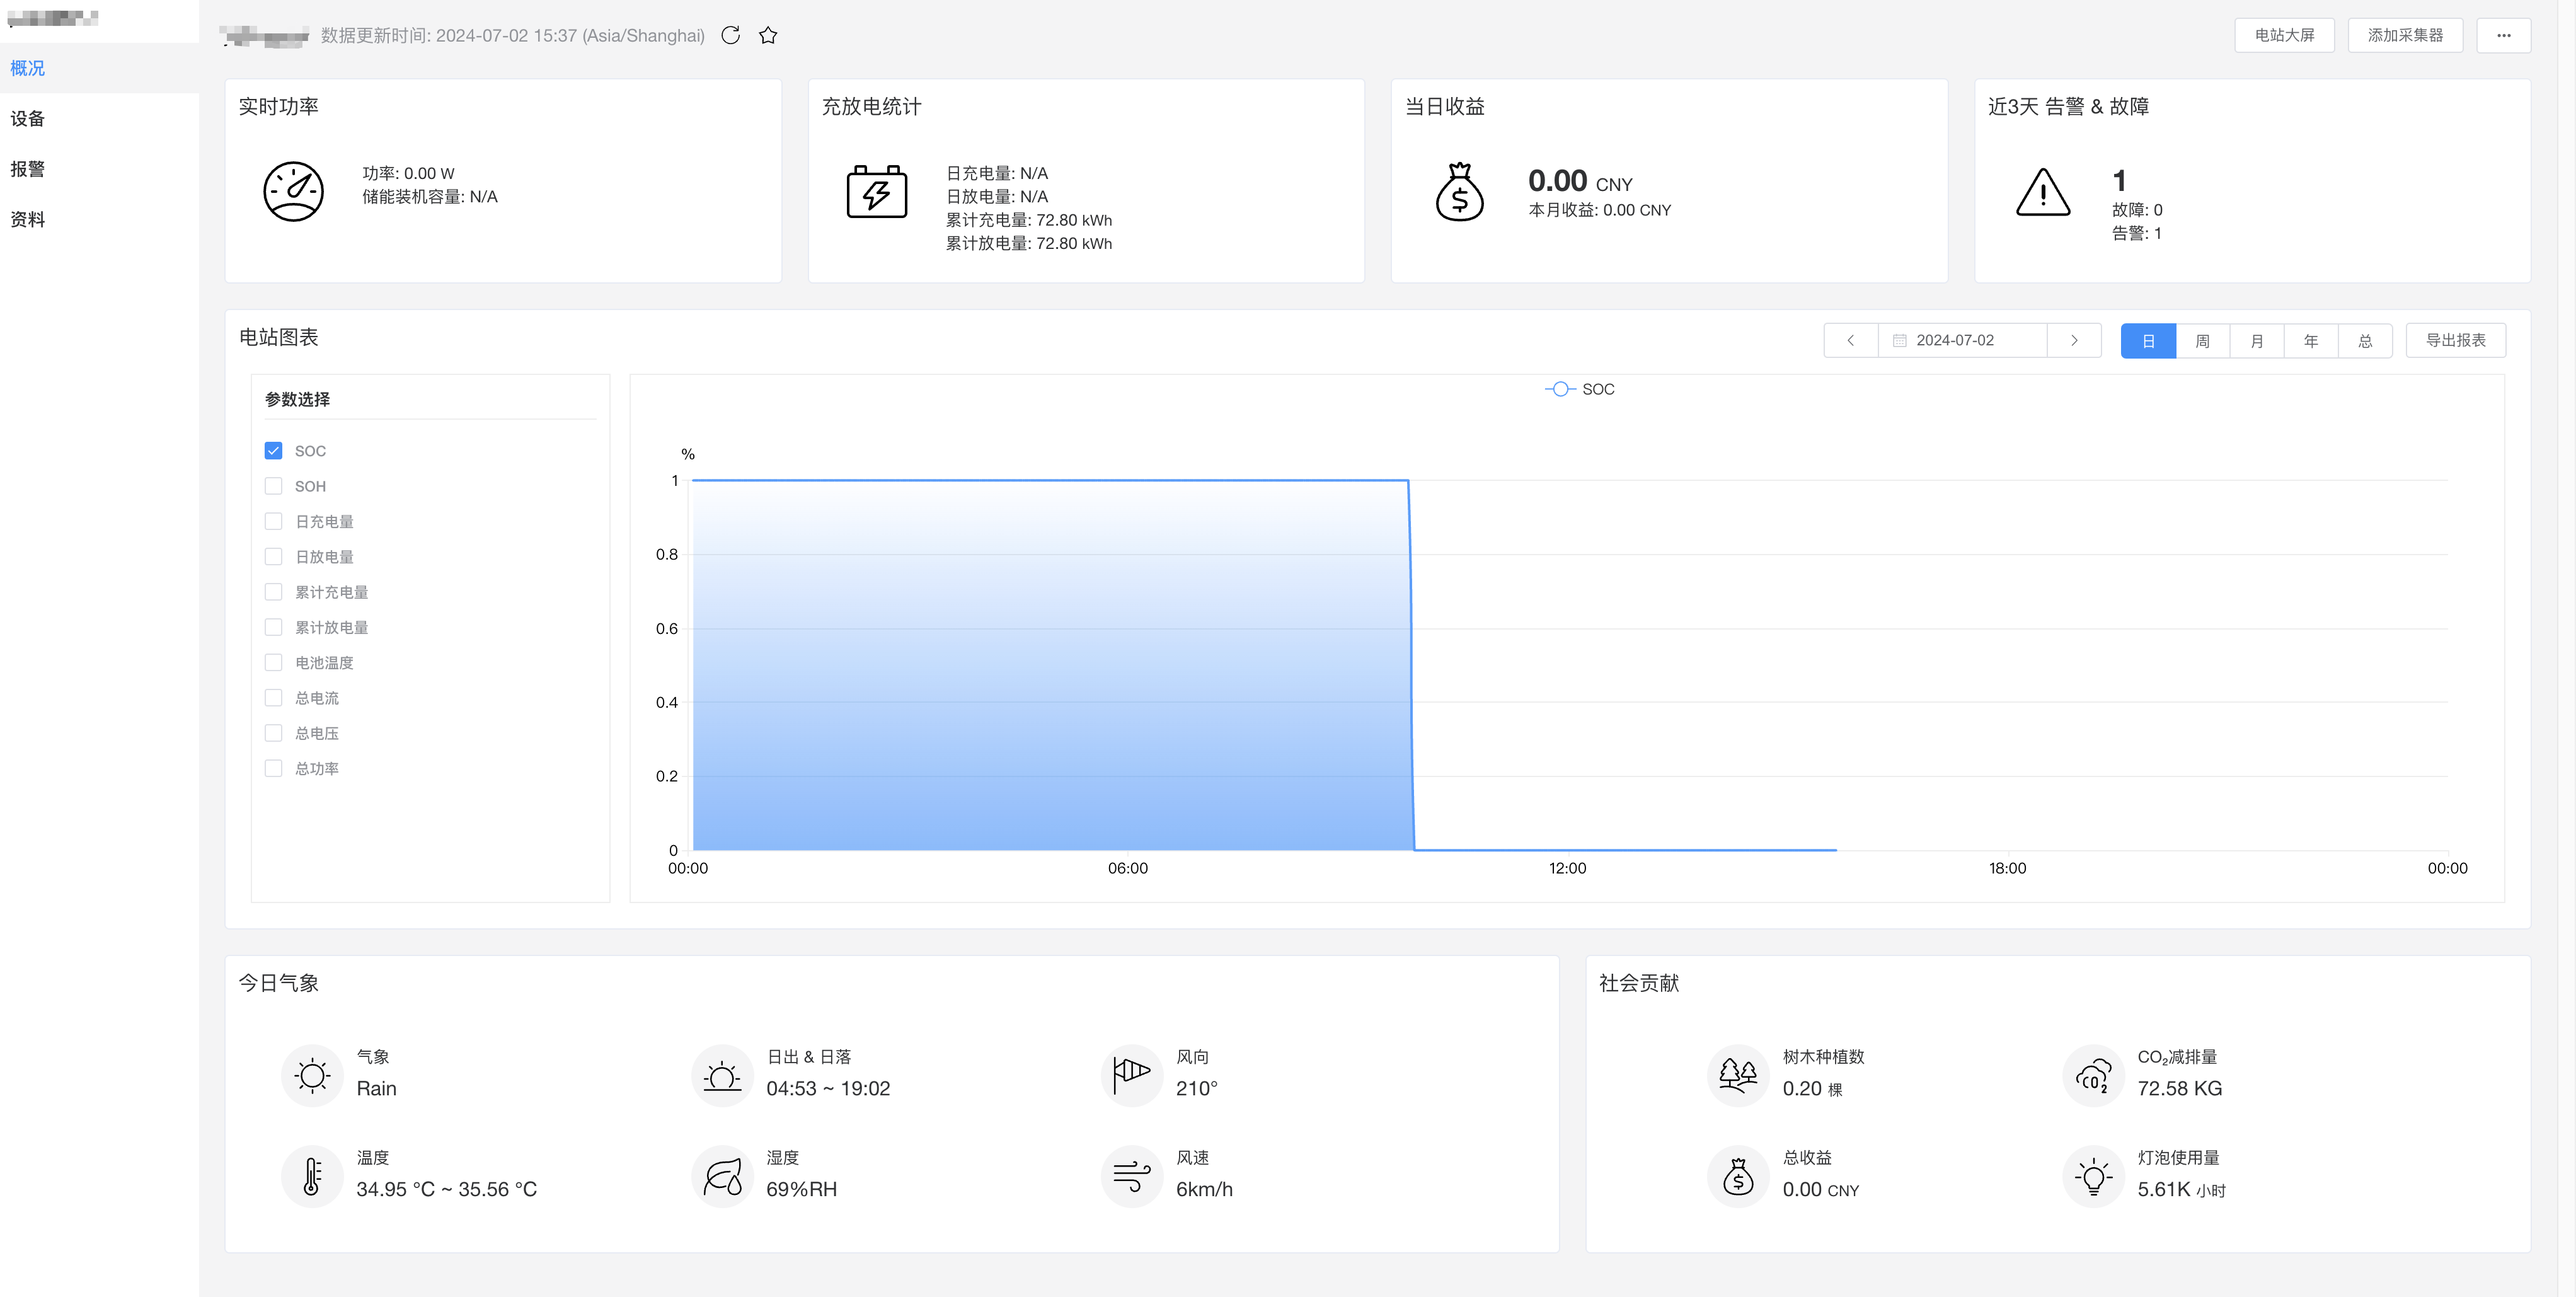 数据更新时间: 2024-07-02 15:37 (Asia/Shanghai)
电站大屏
添加采集器
...
概况
设备
报警
资料
实时功率
功率: 0.00 W
储能装机容量: N/A
充放电统计
日充电量: N/A
日放电量: N/A
累计充电量: 72.80 kWh
累计放电量: 72.80 kWh
当日收益
0.00 CNY
本月收益: 0.00 CNY
近3天 告警 & 故障
1
故障: 0
告警: 1
电站图表
2024-07-02
日 周 月 年 总
导出报表
参数选择
SOC
SOH
日充电量
日放电量
累计充电量
累计放电量
电池温度
总电流
总电压
总功率
SOC
%
1
0.8
0.6
0.4
0.2
0
00:00 06:00 12:00 18:00 00:00
今日气象
气象
Rain
日出 & 日落
04:53 ~ 19:02
风向
210°
温度
34.95 °C ~ 35.56 °C
湿度
69%RH
风速
6km/h
社会贡献
树木种植数
0.20 棵
CO₂减排量
72.58 KG
总收益
0.00 CNY
灯泡使用量
5.61K 小时